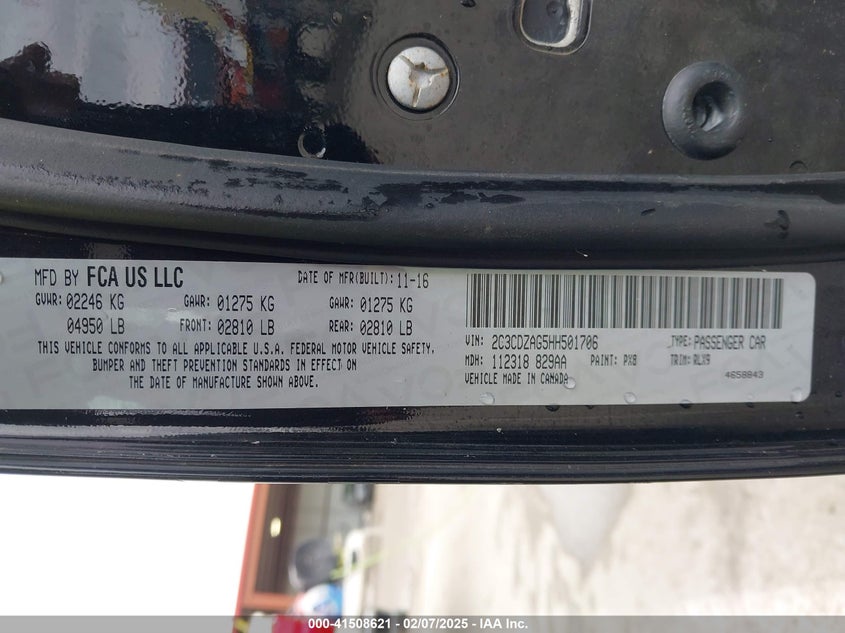 MFD BY FCA US LLC DATE OF MFR(BUILT): 11-16
GVWR: 02246 KG GAWR: 01275 KG GAWR: 01275 KG
04950 LB FRONT: 02810 LB REAR: 02810 LB
THIS VEHICLE CONFORMS TO ALL APPLICABLE U.S.A. FEDERAL MOTOR VEHICLE SAFETY,
BUMPER AND THEFT PREVENTION STANDARDS IN EFFECT ON
THE DATE OF MANUFACTURE SHOWN ABOVE.
VIN: 2C3CDZAG5HH501706 TYPE: PASSENGER CAR
MDH: 112318 829AA PAINT: PX8 TRIM: RLX9
VEHICLE MADE IN CANADA 4658843
000-41508621 - 02/07/2025 - IAA Inc.